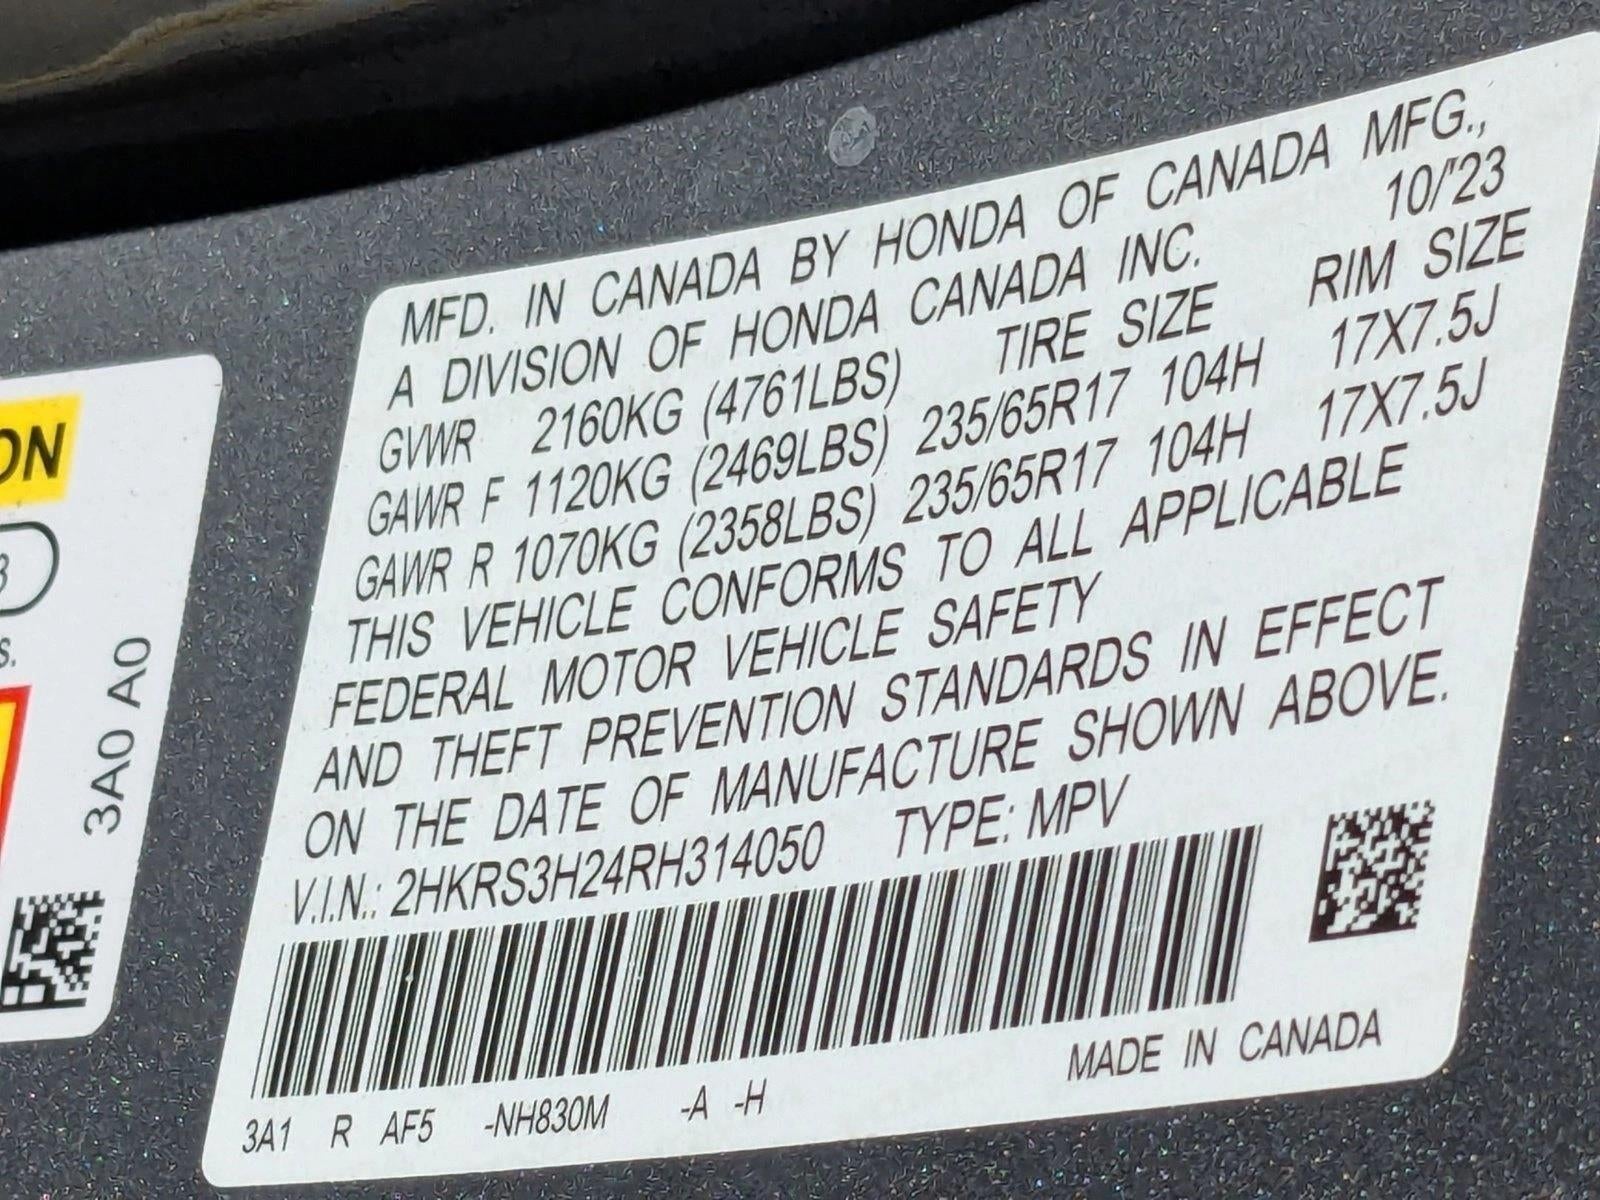 MFD. IN CANADA BY HONDA OF CANADA MFG.,
A DIVISION OF HONDA CANADA INC. 10/'23
GVWR 2160KG (4761LBS) TIRE SIZE RIM SIZE
GAWR F 1120KG (2469LBS) 235/65R17 104H 17X7.5J
GAWR R 1070KG (2358LBS) 235/65R17 104H 17X7.5J
THIS VEHICLE CONFORMS TO ALL APPLICABLE
FEDERAL MOTOR VEHICLE SAFETY
AND THEFT PREVENTION STANDARDS IN EFFECT
ON THE DATE OF MANUFACTURE SHOWN ABOVE.
V.I.N.: 2HKRS3H24RH314050 TYPE: MPV
3A1 R AF5 -NH830M -A -H
MADE IN CANADA
3A0 A0